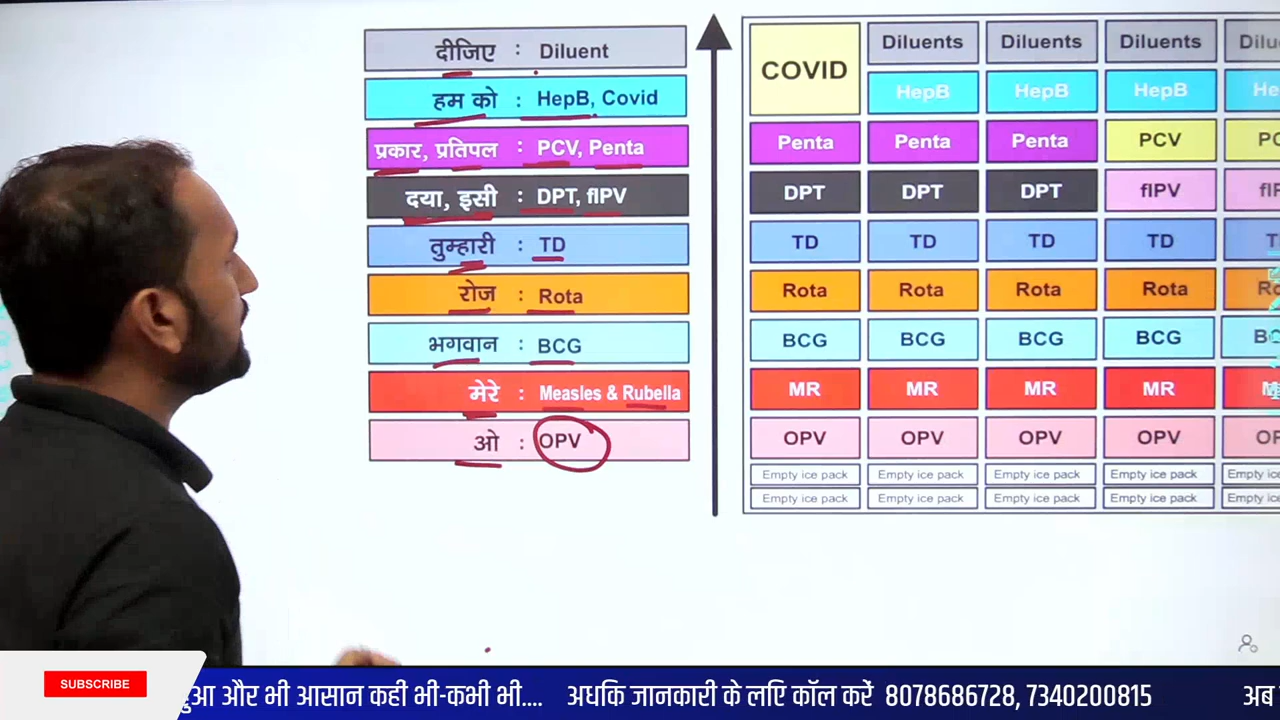 दीजिए : Diluent
हम को : HepB, Covid
प्रकार, प्रतिपल : PCV, Penta
दया, इसी : DPT, fIPV
तुम्हारी : TD
रोज : Rota
भगवान : BCG
मेरे : Measles & Rubella
ओ : OPV
COVID Diluents Diluents Diluents
HepB HepB HepB
Penta Penta Penta PCV
DPT DPT DPT fIPV
TD TD TD TD
Rota Rota Rota Rota
BCG BCG BCG BCG
MR MR MR MR
OPV OPV OPV OPV
Empty ice pack Empty ice pack Empty ice pack Empty ice pack
Empty ice pack Empty ice pack Empty ice pack Empty ice pack
SUBSCRIBE
और भी आसान कहीं भी-कभी भी.... अधकि जानकारी के लएि कॉल करें 8078686728, 7340200815 अब